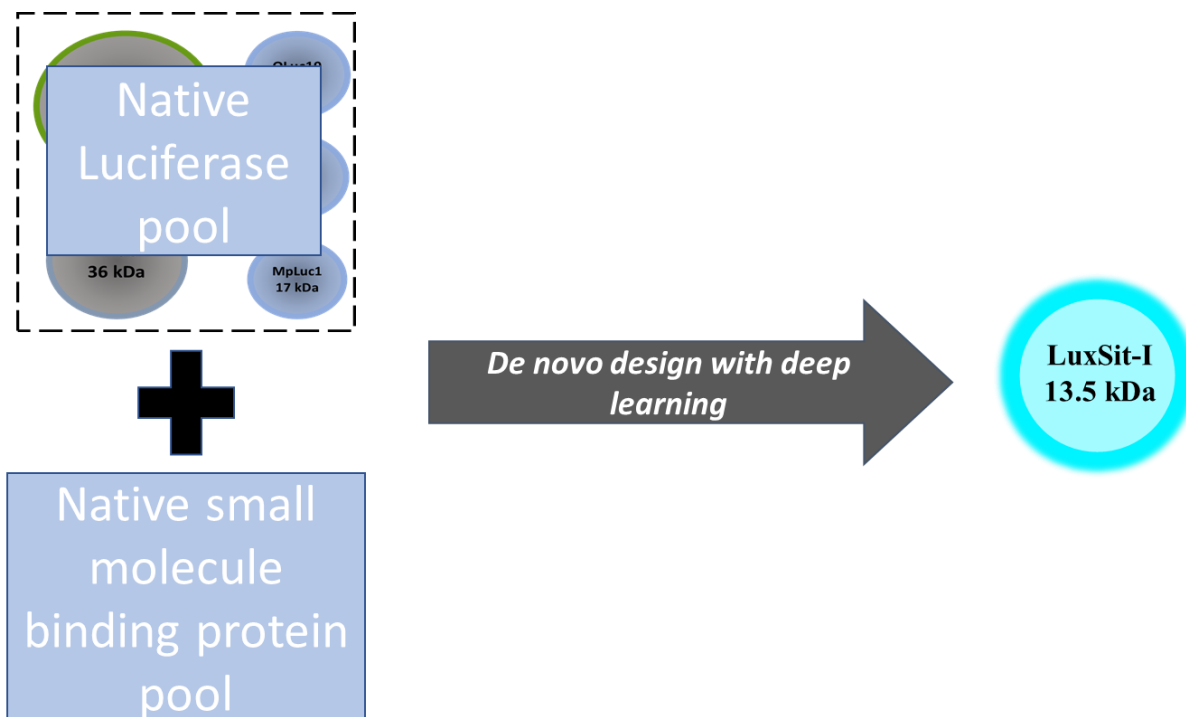 Native
Luciferase
pool
36 kDa
MpLuc1
17 kDa
De novo design with deep
learning
LuxSit-I
13.5 kDa
Native small
molecule
binding protein
pool